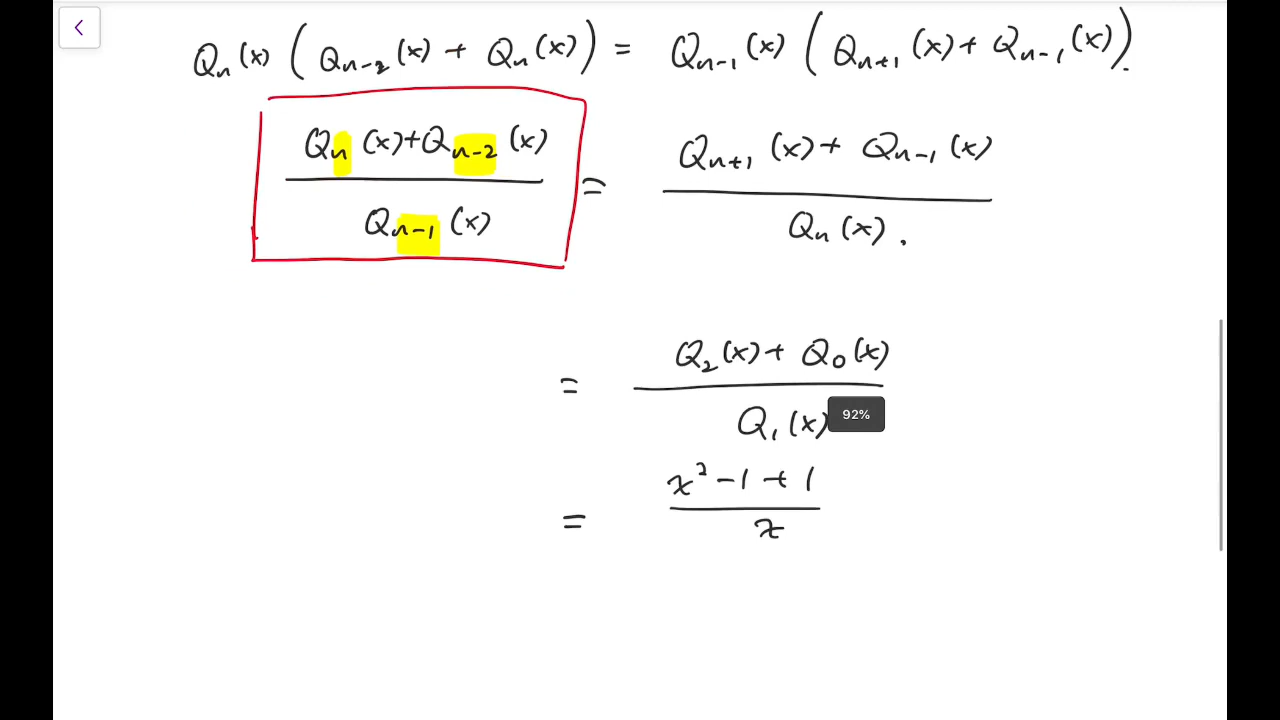 Qₙ(x) (Qₙ₋₂(x) + Qₙ(x)) = Qₙ₋₁(x) (Qₙ₊₁(x) + Qₙ₋₁(x)).
(Qₙ(x) + Qₙ₋₂(x)) / Qₙ₋₁(x) = (Qₙ₊₁(x) + Qₙ₋₁(x)) / Qₙ(x).
= (Q₂(x) + Q₀(x)) / Q₁(x)
92%
= (x² - 1 + 1) / x